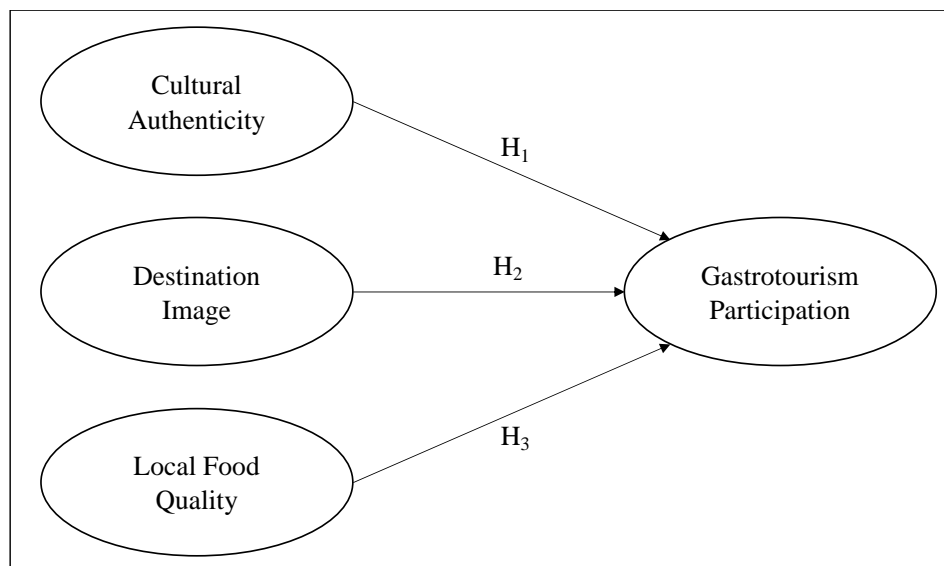 Cultural
Authenticity
H₁
Destination
Image
H₂
Gastrotourism
Participation
Local Food
Quality
H₃